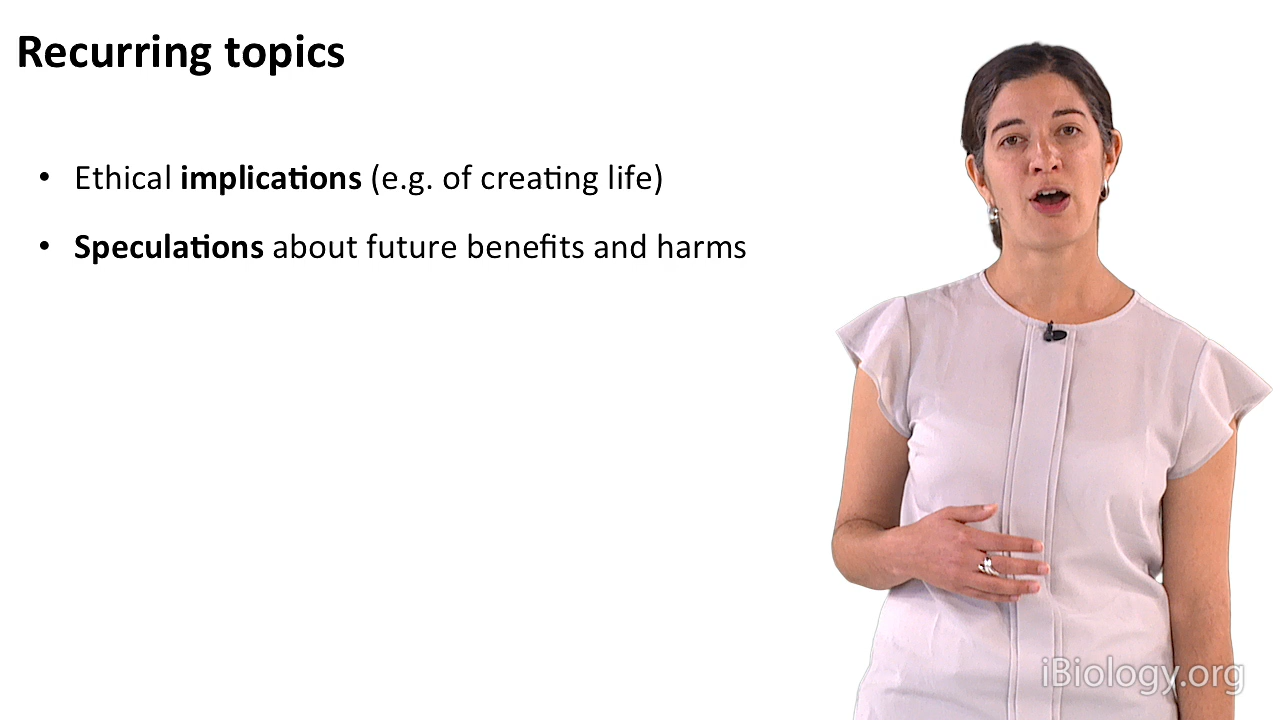 Recurring topics
• Ethical implications (e.g. of creating life)
• Speculations about future benefits and harms
iBiology.org